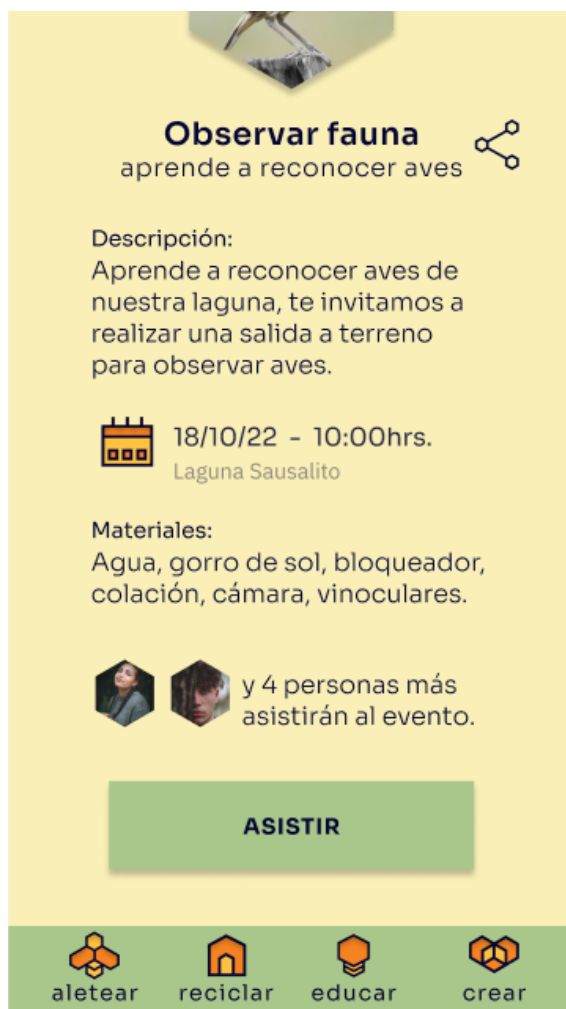 Observar fauna
aprende a reconocer aves
Descripción:
Aprende a reconocer aves de
nuestra laguna, te invitamos a
realizar una salida a terreno
para observar aves.
18/10/22 - 10:00hrs.
Laguna Sausalito
Materiales:
Agua, gorro de sol, bloqueador,
colación, cámara, vinoculares.
y 4 personas más
asistirán al evento.
ASISTIR
aletear reciclar educar crear